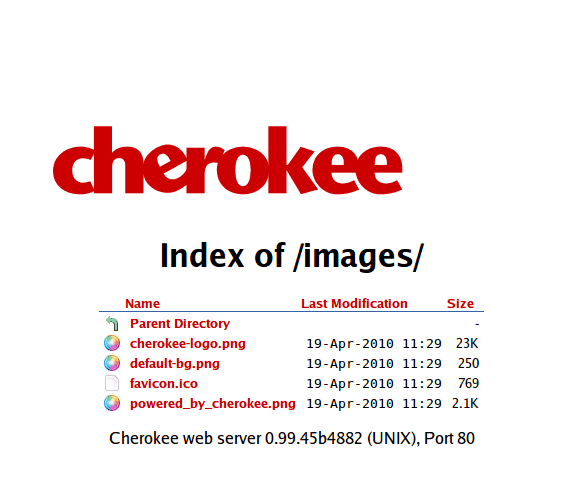 cherokee
Index of /images/
Name Last Modification Size
Parent Directory -
cherokee-logo.png 19-Apr-2010 11:29 23K
default-bg.png 19-Apr-2010 11:29 250
favicon.ico 19-Apr-2010 11:29 769
powered_by_cherokee.png 19-Apr-2010 11:29 2.1K
Cherokee web server 0.99.45b4882 (UNIX), Port 80